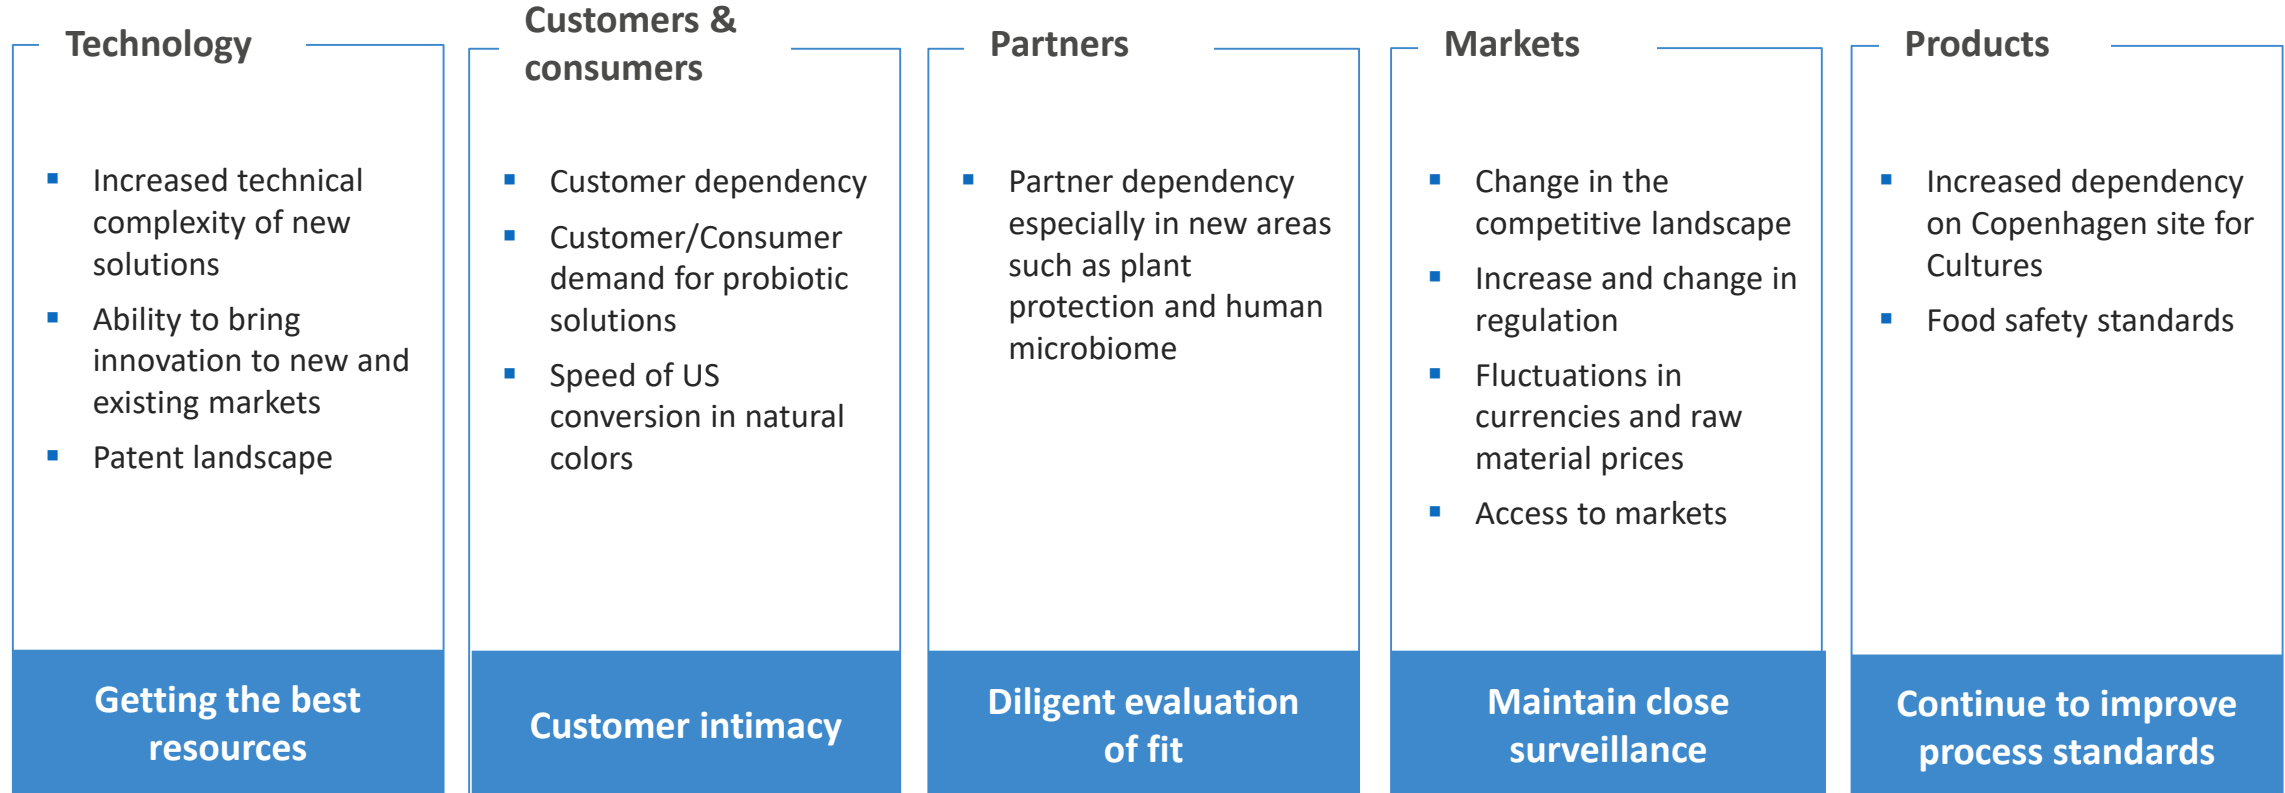 Technology
▪ Increased technical
complexity of new
solutions
▪ Ability to bring
innovation to new and
existing markets
▪ Patent landscape
Getting the best
resources
Customers &
consumers
▪ Customer dependency
▪ Customer/Consumer
demand for probiotic
solutions
▪ Speed of US
conversion in natural
colors
Customer intimacy
Partners
▪ Partner dependency
especially in new areas
such as plant
protection and human
microbiome
Diligent evaluation
of fit
Markets
▪ Change in the
competitive landscape
▪ Increase and change in
regulation
▪ Fluctuations in
currencies and raw
material prices
▪ Access to markets
Maintain close
surveillance
Products
▪ Increased dependency
on Copenhagen site for
Cultures
▪ Food safety standards
Continue to improve
process standards